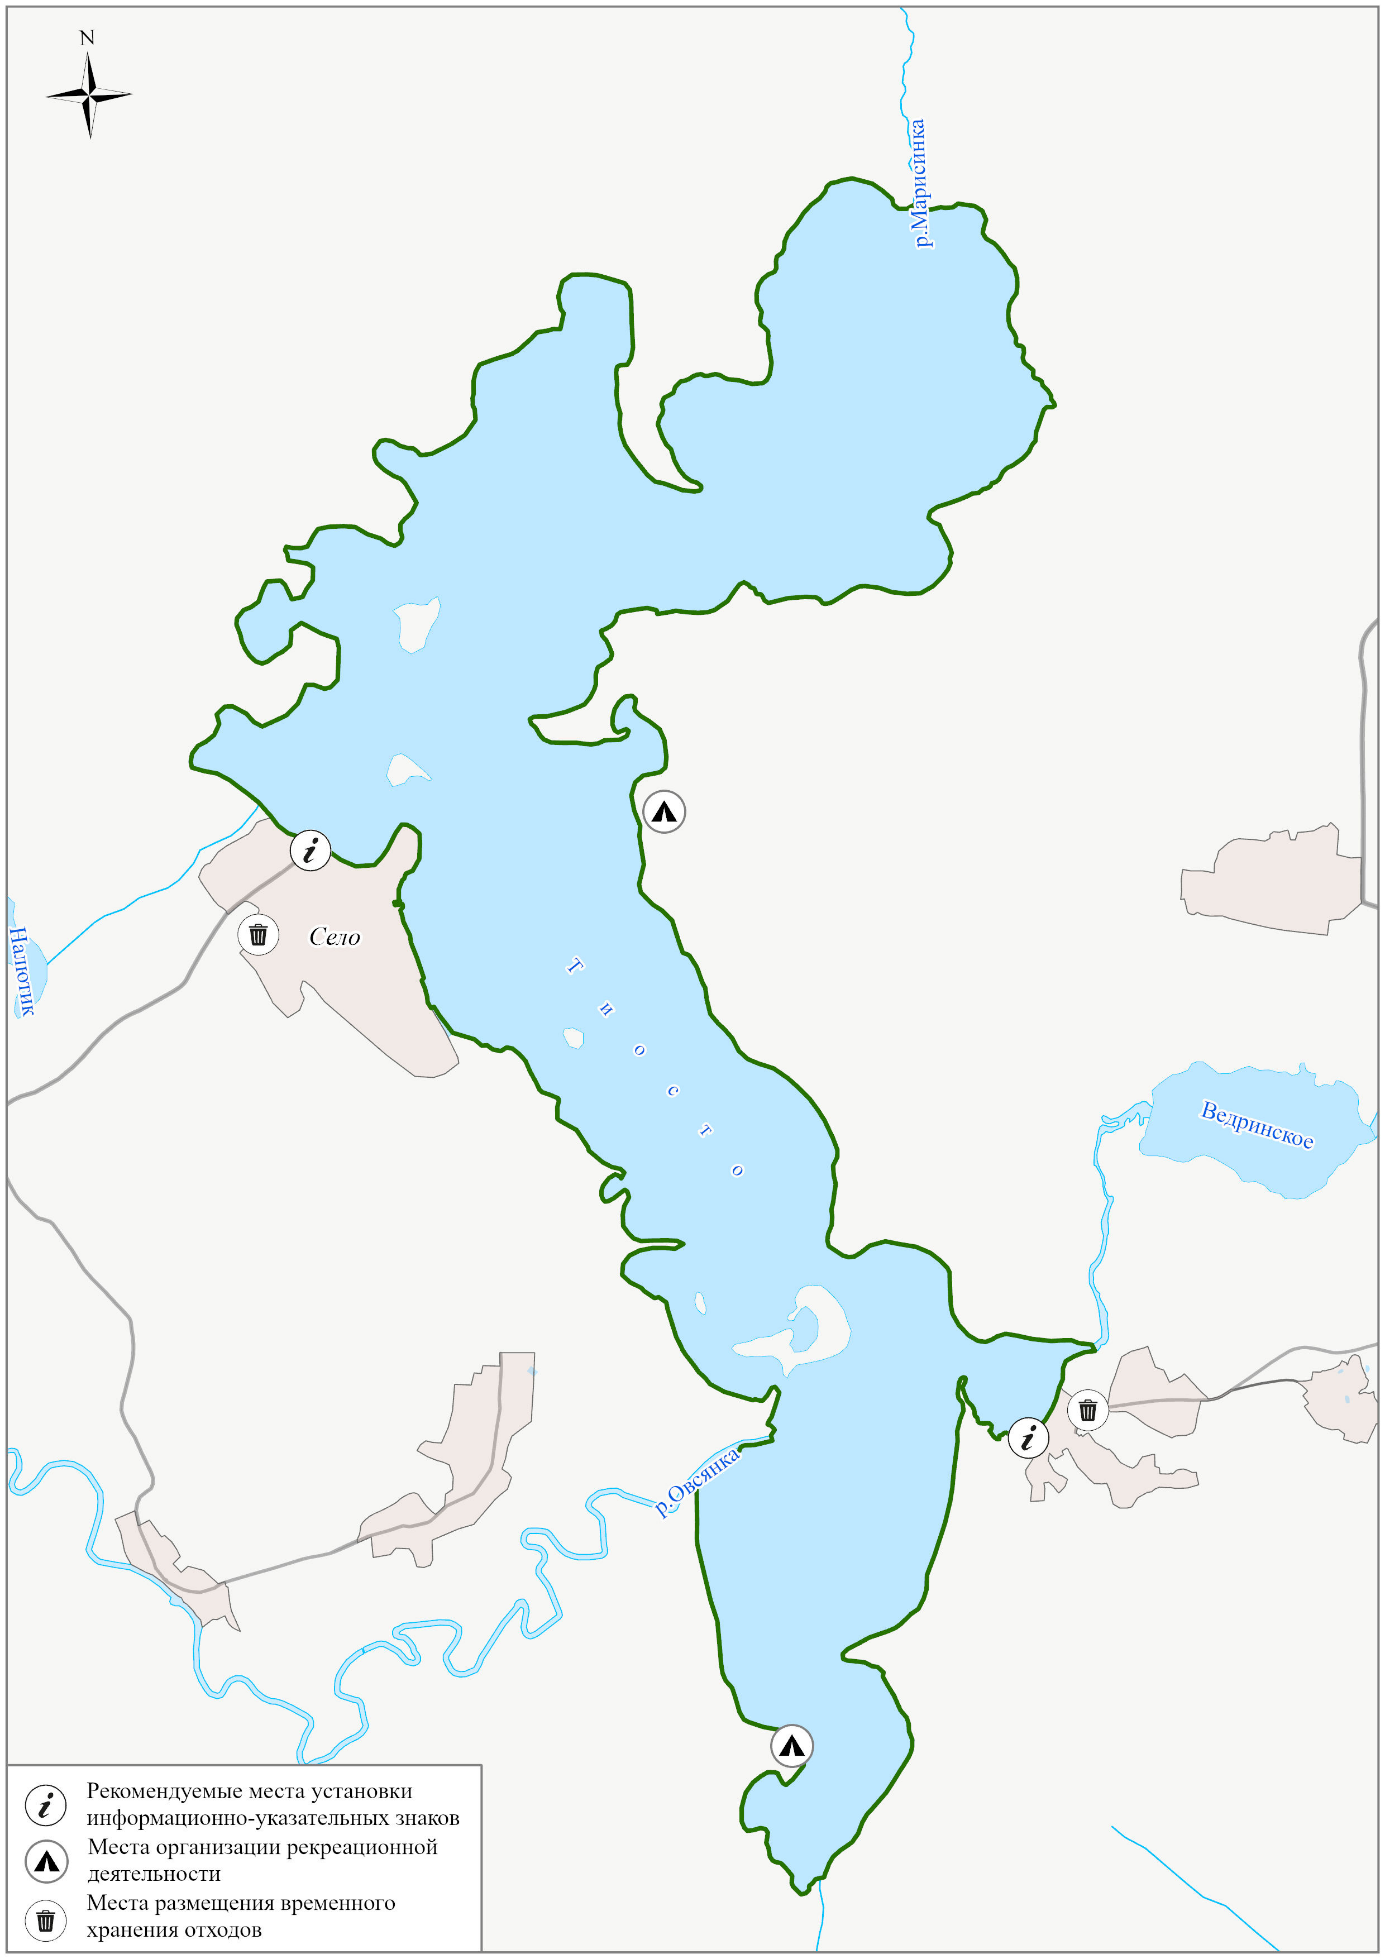 N
р.Марисинка
Село
Налютик
Тиосто
Ведринское
р.Овсянка
Рекомендуемые места установки
информационно-указательных знаков
Места организации рекреационной
деятельности
Места размещения временного
хранения отходов